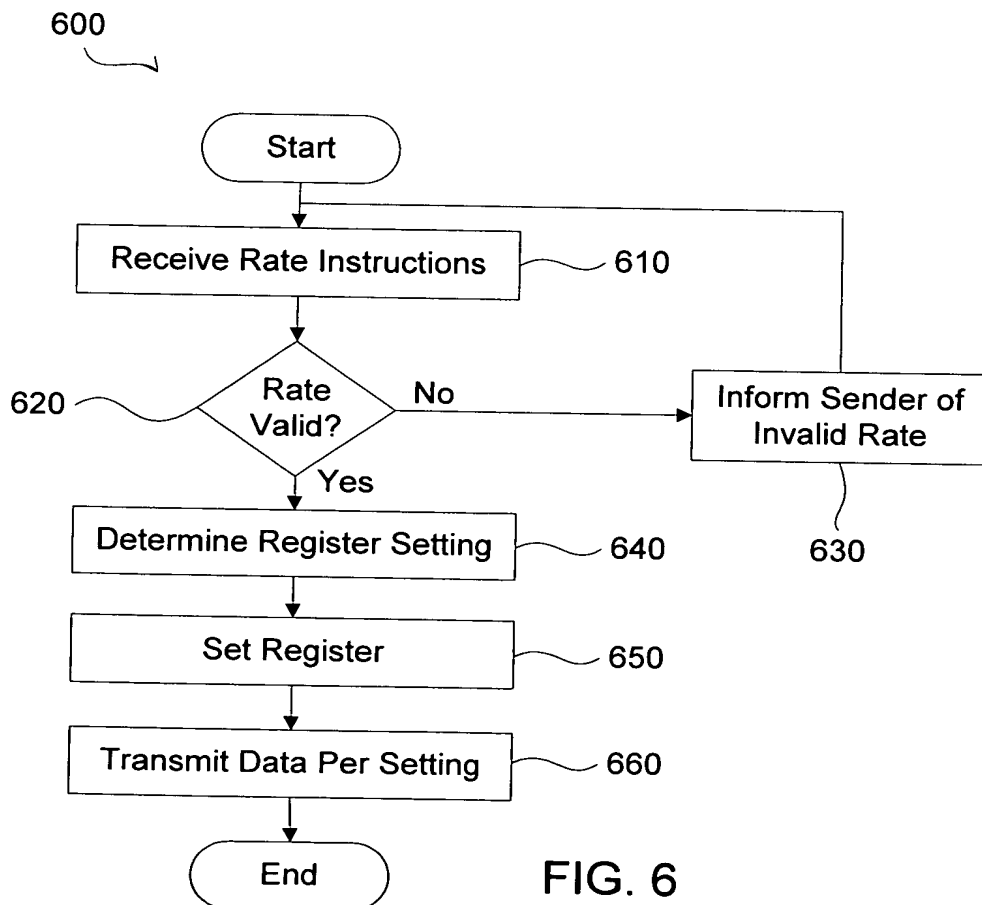 600
Start
Receive Rate Instructions
610
620
Rate
Valid?
No
Inform Sender of
Invalid Rate
630
Yes
Determine Register Setting
640
Set Register
650
Transmit Data Per Setting
660
End
FIG. 6